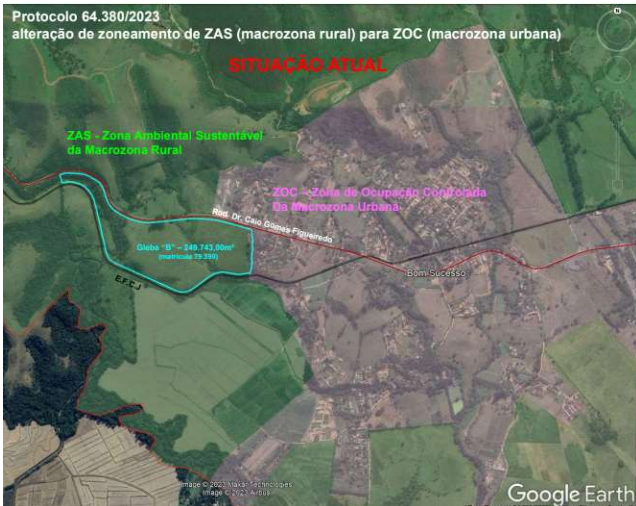 Protocolo 64.380/2023
alteração de zoneamento de ZAS (macrozona rural) para ZOC (macrozona urbana)
SITUAÇÃO ATUAL
ZAS - Zona Ambiental Sustentável
da Macrozona Rural
ZOC - Zona de Ocupação Controlada
Da Macrozona Urbana
Rod. Dr. Caio Gomes Figueiredo
Gleba "B" – 249.743,00m²
(matrícula 79.399)
E.F.C.J
Bom Sucesso
Image © 2023 Maxar Technologies
Image © 2023 Airbus
Google Earth